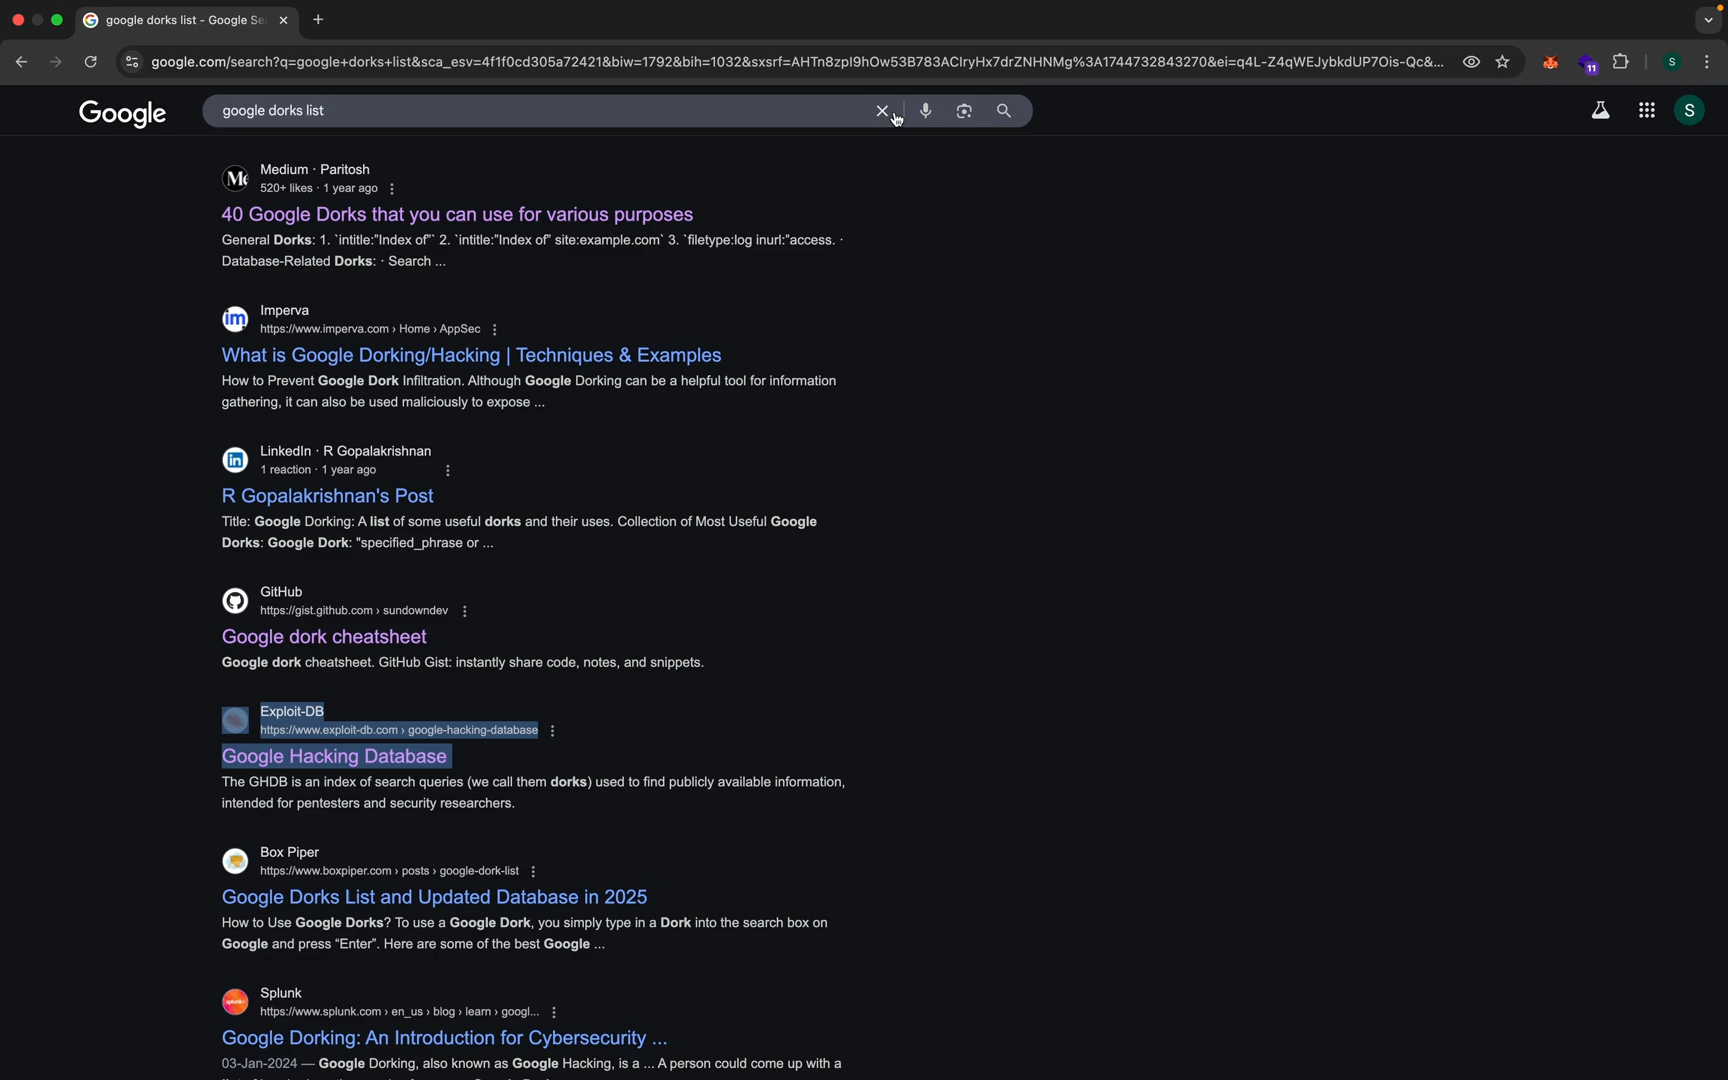 google dorks list - Google Se
google.com/search?q=google+dorks+list&sca_esv=4f1f0cd305a72421&biw=1792&bih=1032&sxsrf=AHTn8zpI9hOw53B783ACIryHx7drZNHNMg%3A1744732843270&ei=q4L-Z4qWEJybkdUP7Ois-Qc&...
11
S
Google
google dorks list
S
Medium · Paritosh
520+ likes · 1 year ago
40 Google Dorks that you can use for various purposes
General Dorks: 1. `intitle:"Index of"` 2. `intitle:"Index of" site:example.com` 3. `filetype:log inurl:"access. ·
Database-Related Dorks: · Search ...
im
Imperva
https://www.imperva.com › Home › AppSec
What is Google Dorking/Hacking | Techniques & Examples
How to Prevent Google Dork Infiltration. Although Google Dorking can be a helpful tool for information
gathering, it can also be used maliciously to expose ...
in
LinkedIn · R Gopalakrishnan
1 reaction · 1 year ago
R Gopalakrishnan's Post
Title: Google Dorking: A list of some useful dorks and their uses. Collection of Most Useful Google
Dorks: Google Dork: "specified_phrase or ...
GitHub
https://gist.github.com › sundowndev
Google dork cheatsheet
Google dork cheatsheet. GitHub Gist: instantly share code, notes, and snippets.
Exploit-DB
https://www.exploit-db.com › google-hacking-database
Google Hacking Database
The GHDB is an index of search queries (we call them dorks) used to find publicly available information,
intended for pentesters and security researchers.
Box Piper
https://www.boxpiper.com › posts › google-dork-list
Google Dorks List and Updated Database in 2025
How to Use Google Dorks? To use a Google Dork, you simply type in a Dork into the search box on
Google and press “Enter”. Here are some of the best Google ...
Splunk
https://www.splunk.com › en_us › blog › learn › googl...
Google Dorking: An Introduction for Cybersecurity ...
03-Jan-2024 — Google Dorking, also known as Google Hacking, is a ... A person could come up with a